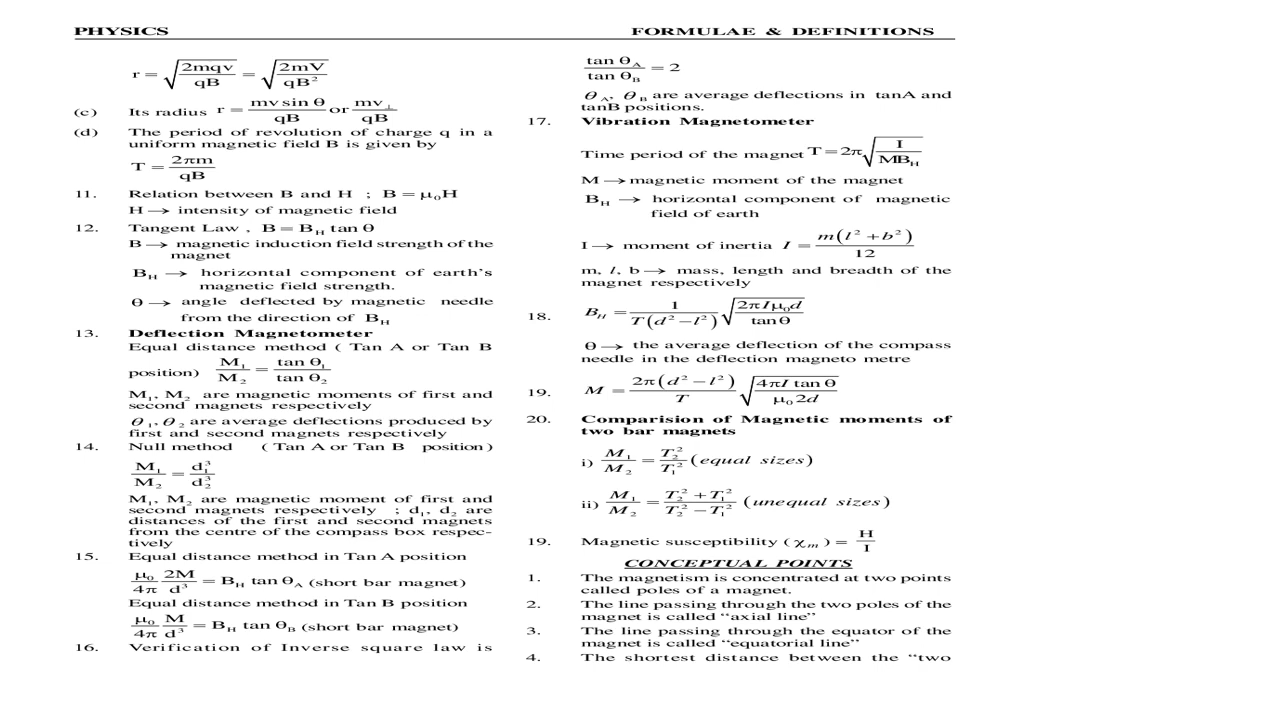 PHYSICS FORMULAE & DEFINITIONS
r = √(2mqv / qB) = √(2mV / qB²)
(c) Its radius r = mv sin θ / qB or mv⊥ / qB
(d) The period of revolution of charge q in a
uniform magnetic field B is given by
T = 2πm / qB
11. Relation between B and H ; B = μ₀H
H → intensity of magnetic field
12. Tangent Law , B = B_H tan θ
B → magnetic induction field strength of the
magnet
B_H → horizontal component of earth's
magnetic field strength.
θ → angle deflected by magnetic needle
from the direction of B_H
13. Deflection Magnetometer
Equal distance method ( Tan A or Tan B
position) M₁ / M₂ = tan θ₁ / tan θ₂
M₁, M₂ are magnetic moments of first and
second magnets respectively
θ₁, θ₂ are average deflections produced by
first and second magnets respectively
14. Null method ( Tan A or Tan B position )
M₁ / M₂ = d₁³ / d₂³
M₁, M₂ are magnetic moment of first and
second magnets respectively ; d₁, d₂ are
distances of the first and second magnets
from the centre of the compass box respec-
tively
15. Equal distance method in Tan A position
μ₀ / 4π 2M / d³ = B_H tan θ_A (short bar magnet)
Equal distance method in Tan B position
μ₀ / 4π M / d³ = B_H tan θ_B (short bar magnet)
16. Verification of Inverse square law is
tan θ_A / tan θ_B = 2
θ_A, θ_B are average deflections in tanA and
tanB positions.
17. Vibration Magnetometer
Time period of the magnet T = 2π √(I / MB_H)
M → magnetic moment of the magnet
B_H → horizontal component of magnetic
field of earth
I → moment of inertia I = m(l² + b²) / 12
m, l, b → mass, length and breadth of the
magnet respectively
18. B_H = 1 / T(d² − l²) √(2πIμ₀d / tan θ)
θ → the average deflection of the compass
needle in the deflection magneto metre
19. M = 2π(d² − l²) / T √(4πI tan θ / μ₀ 2d)
20. Comparision of Magnetic moments of
two bar magnets
i) M₁ / M₂ = T₂² / T₁² (equal sizes)
ii) M₁ / M₂ = T₂² + T₁² / T₂² − T₁² (unequal sizes)
19. Magnetic susceptibility ( χ_m ) = H / I
CONCEPTUAL POINTS
1. The magnetism is concentrated at two points
called poles of a magnet.
2. The line passing through the two poles of the
magnet is called “axial line”
3. The line passing through the equator of the
magnet is called “equatorial line”
4. The shortest distance between the “two